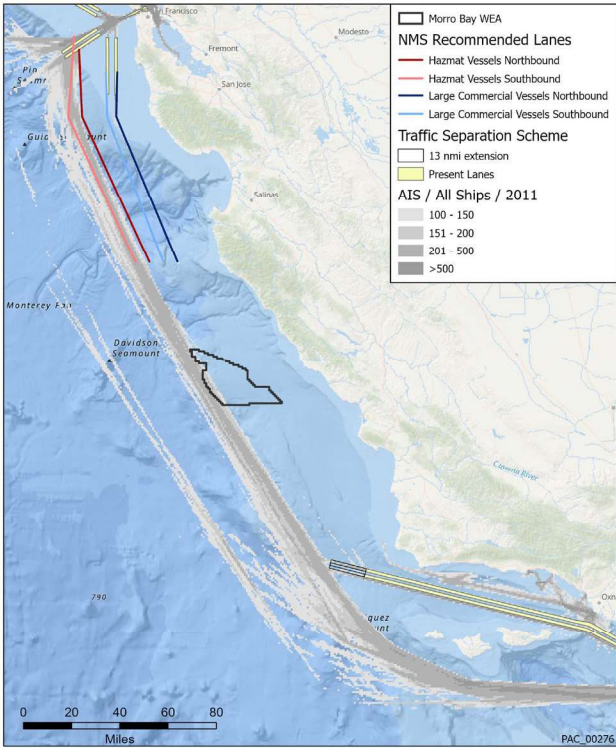 Francisco
Modesto
Fremont
San Jose
Salinas
Monterey Fan
Davidson
Seamount
790
Morro Bay WEA
NMS Recommended Lanes
Hazmat Vessels Northbound
Hazmat Vessels Southbound
Large Commercial Vessels Northbound
Large Commercial Vessels Southbound
Traffic Separation Scheme
13 nmi extension
Present Lanes
AIS / All Ships / 2011
100 - 150
151 - 200
201 - 500
>500
0 20 40 60 80
Miles
PAC_00276